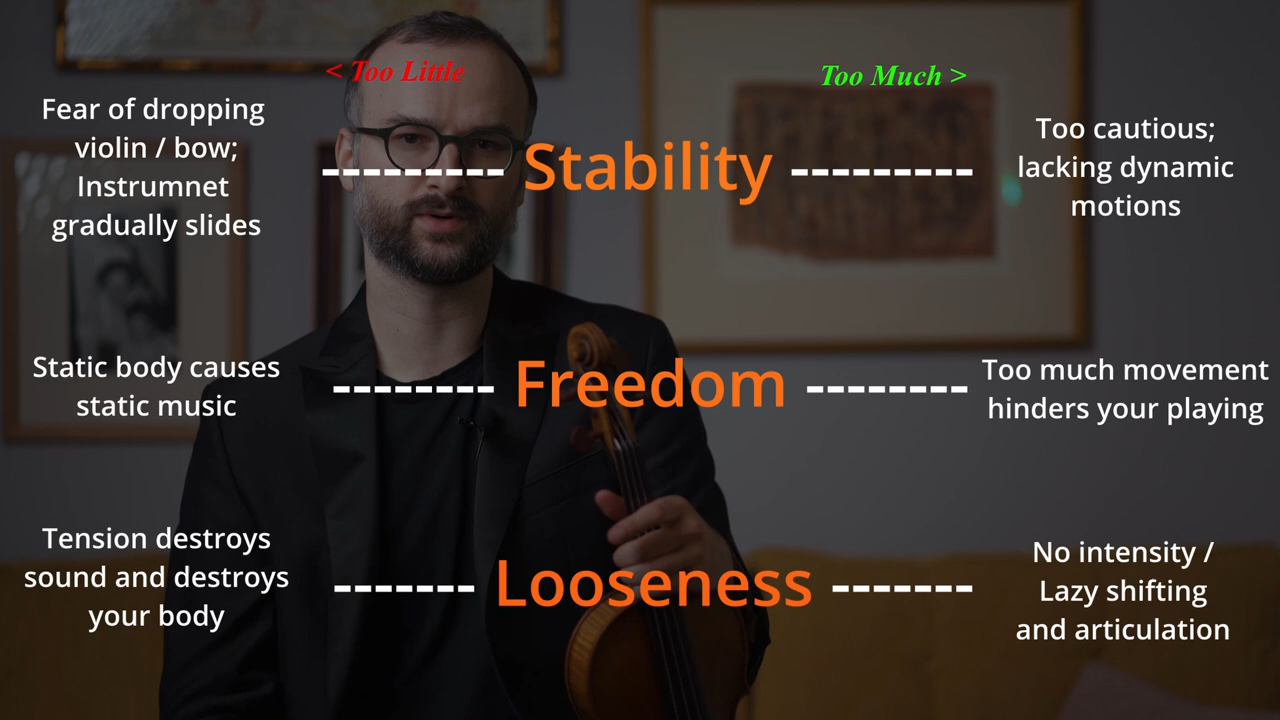 < Too Little
Too Much >
Fear of dropping
violin / bow;
Instrumnet
gradually slides
--------- Stability ---------
Too cautious;
lacking dynamic
motions
Static body causes
static music
-------- Freedom --------
Too much movement
hinders your playing
Tension destroys
sound and destroys
your body
------- Looseness -------
No intensity /
Lazy shifting
and articulation